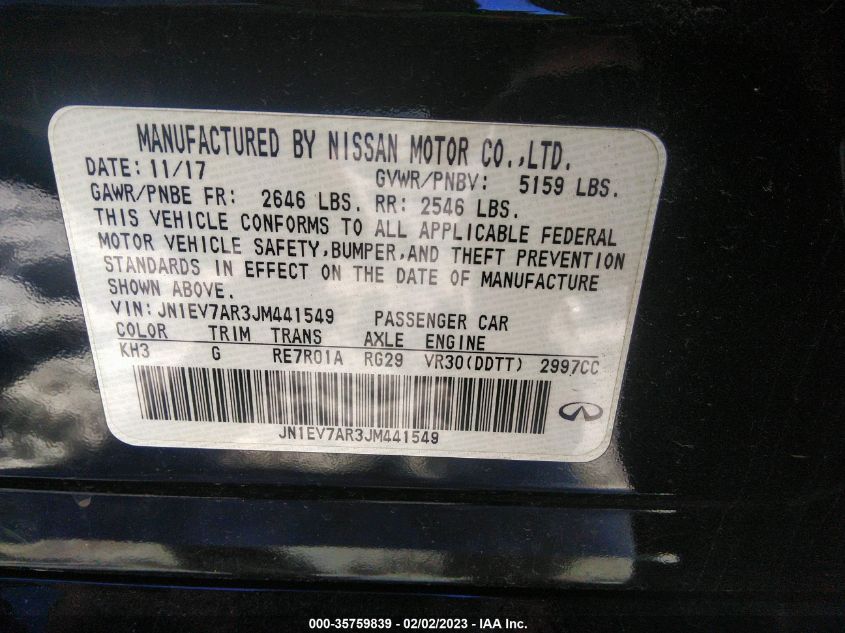 MANUFACTURED BY NISSAN MOTOR CO.,LTD.
DATE: 11/17 GVWR/PNBV: 5159 LBS.
GAWR/PNBE FR: 2646 LBS. RR: 2546 LBS.
THIS VEHICLE CONFORMS TO ALL APPLICABLE FEDERAL
MOTOR VEHICLE SAFETY,BUMPER,AND THEFT PREVENTION
STANDARDS IN EFFECT ON THE DATE OF MANUFACTURE
SHOWN ABOVE.
VIN:JN1EV7AR3JM441549 PASSENGER CAR
COLOR TRIM TRANS AXLE ENGINE
KH3 G RE7R01A RG29 VR30(DDTT) 2997CC
JN1EV7AR3JM441549
000-35759839 - 02/02/2023 - IAA Inc.